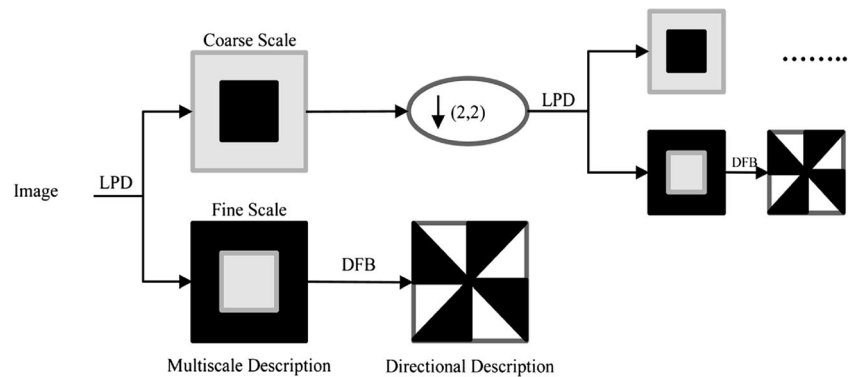 Coarse Scale
(2,2)
LPD
........
Image
LPD
DFB
Fine Scale
DFB
Multiscale Description
Directional Description